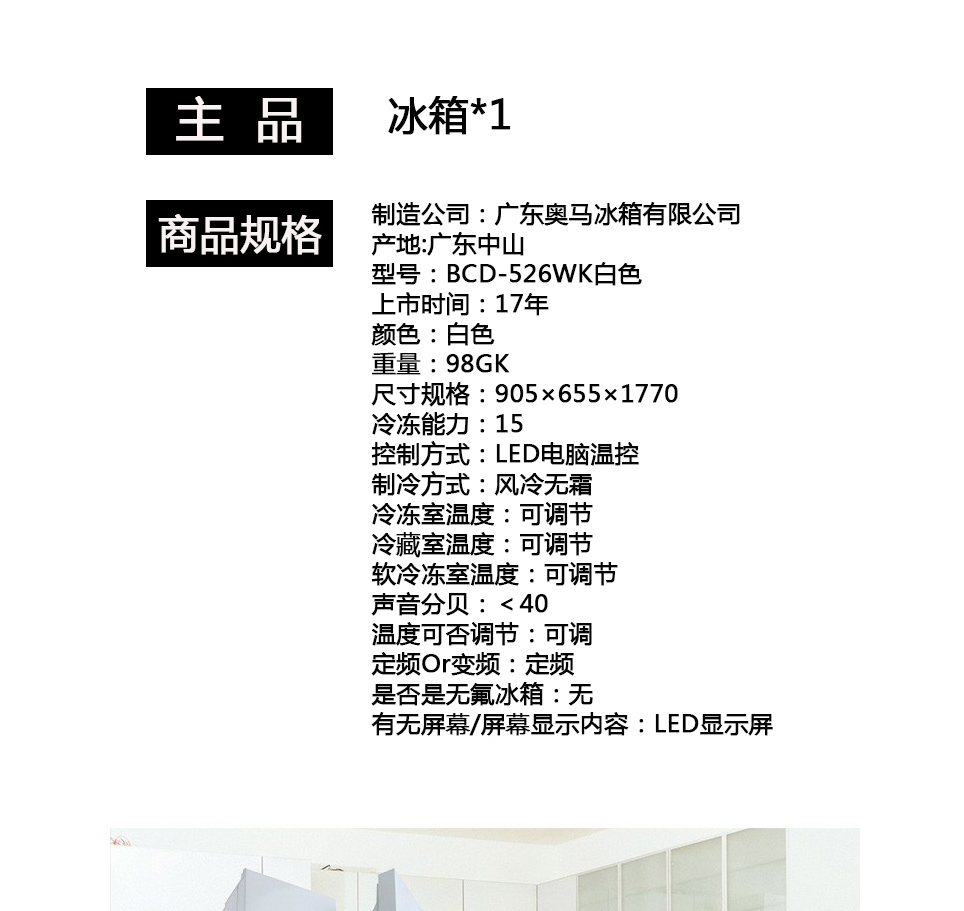 主 品
冰箱*1
商品规格
制造公司：广东奥马冰箱有限公司
产地:广东中山
型号：BCD-526WK白色
上市时间：17年
颜色：白色
重量：98GK
尺寸规格：905×655×1770
冷冻能力：15
控制方式：LED电脑温控
制冷方式：风冷无霜
冷冻室温度：可调节
冷藏室温度：可调节
软冷冻室温度：可调节
声音分贝：＜40
温度可否调节：可调
定频Or变频：定频
是否是无氟冰箱：无
有无屏幕/屏幕显示内容：LED显示屏